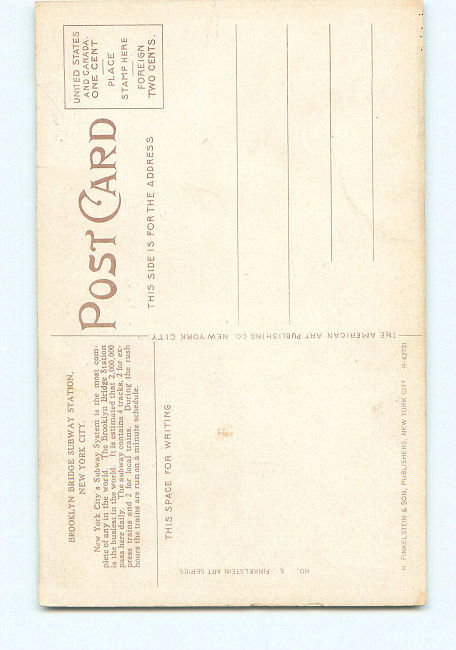 BROOKLYN BRIDGE SUBWAY STATION,
NEW YORK CITY.
New York City's Subway System is the most com-
plete of any in the world. The Brooklyn Bridge Station
is the busiest in the world. It is estimated that 2,000,000
pass here daily. The subway contains 4 tracks, 2 for ex-
press trains and 2 for local trains. During the rush
hours the trains are run on a minute schedule.
THIS SPACE FOR WRITING
POST CARD
THIS SIDE IS FOR THE ADDRESS
UNITED STATES
AND CANADA.
ONE CENT
PLACE
STAMP HERE
FOREIGN
TWO CENTS.
THE AMERICAN ART PUBLISHING CO. NEW YORK CITY
R-43721
NO. 6 FINKELSTEIN ART SERIES
H. FINKELSTEIN & SON, PUBLISHERS, NEW YORK CITY